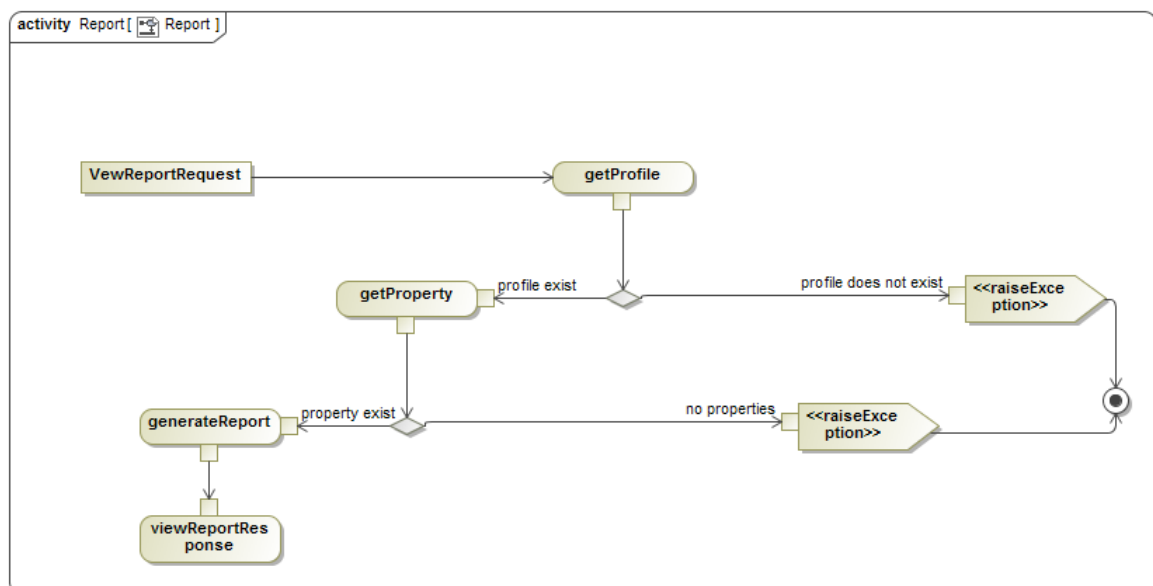 activity Report [ Report ]
VewReportRequest
getProfile
profile exist
profile does not exist
<<raiseExce
ption>>
getProperty
property exist
no properties
<<raiseExce
ption>>
generateReport
viewReportRes
ponse